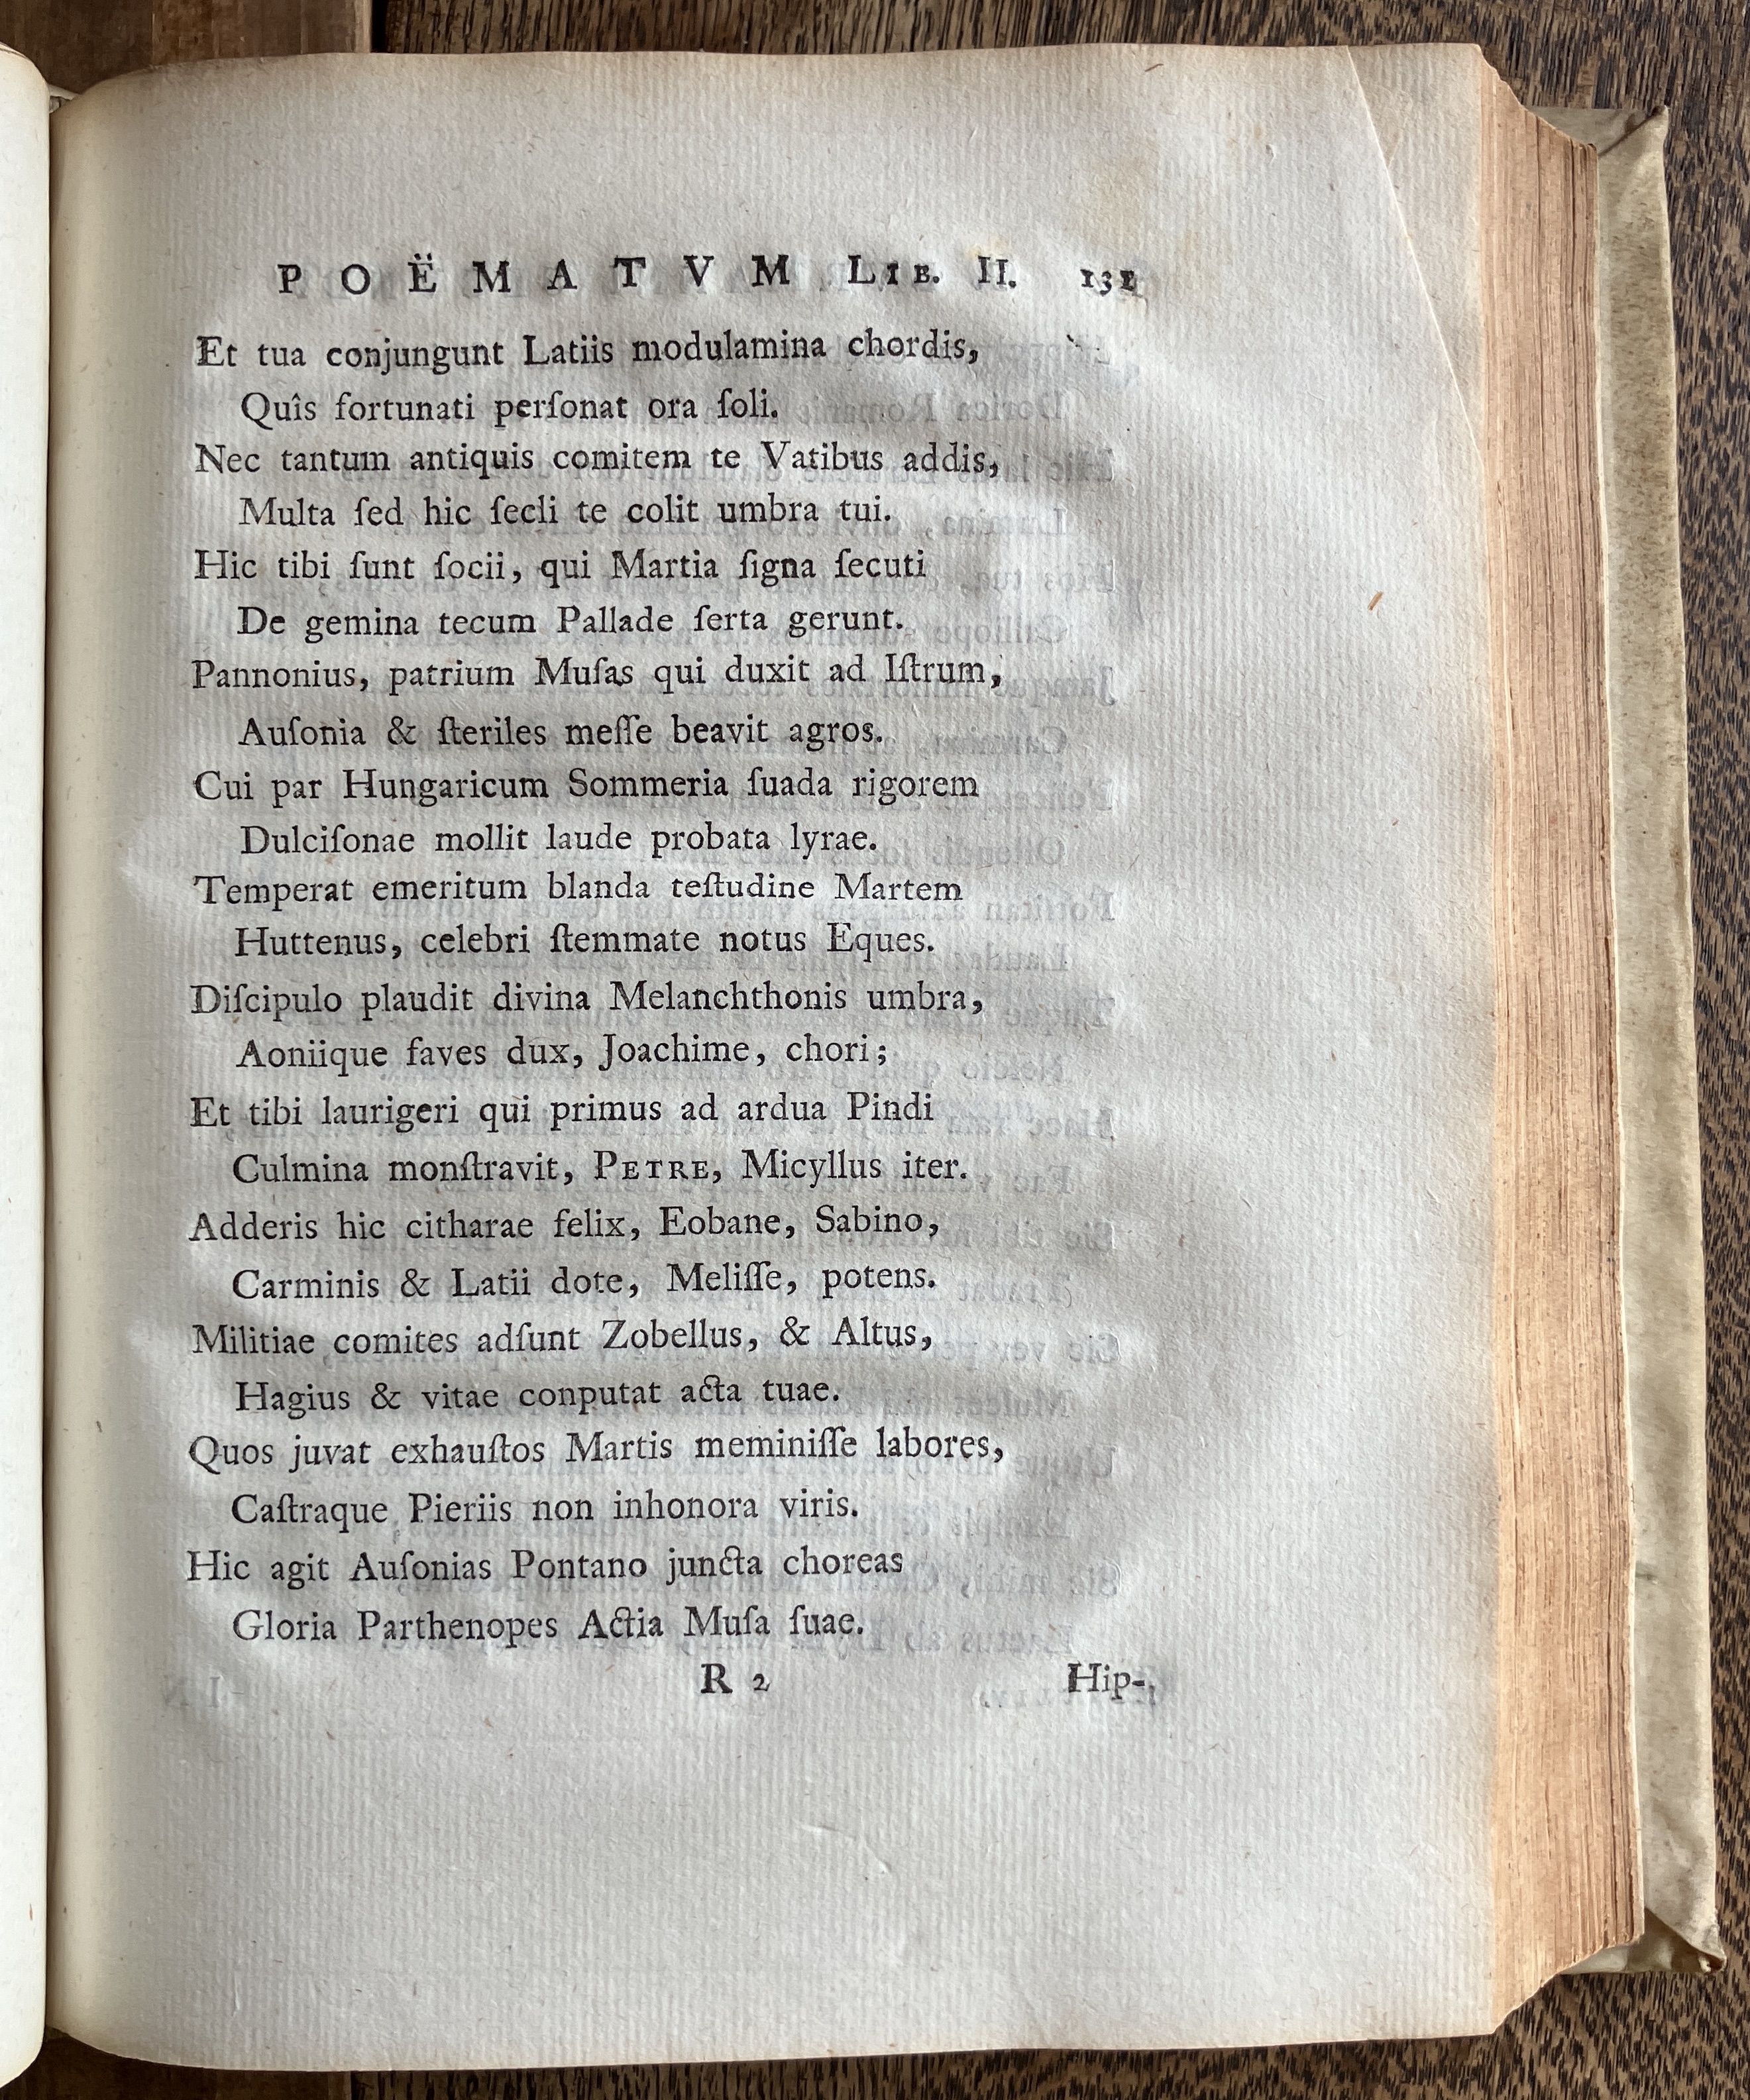 POËMATVM LIB. II. 131
Et tua conjungunt Latiis modulamina chordis,
Quîs fortunati perſonat ora ſoli.
Nec tantum antiquis comitem te Vatibus addis,
Multa ſed hic ſecli te colit umbra tui.
Hic tibi ſunt ſocii, qui Martia ſigna ſecuti
De gemina tecum Pallade ſerta gerunt.
Pannonius, patrium Muſas qui duxit ad Iſtrum,
Auſonia & ſteriles meſſe beavit agros.
Cui par Hungaricum Sommeria ſuada rigorem
Dulciſonae mollit laude probata lyrae.
Temperat emeritum blanda teſtudine Martem
Huttenus, celebri ſtemmate notus Eques.
Diſcipulo plaudit divina Melanchthonis umbra,
Aoniique faves dux, Joachime, chori;
Et tibi laurigeri qui primus ad ardua Pindi
Culmina monſtravit, PETRE, Micyllus iter.
Adderis hic citharae felix, Eobane, Sabino,
Carminis & Latii dote, Meliſſe, potens.
Militiae comites adſunt Zobellus, & Altus,
Hagius & vitae conputat acta tuae.
Quos juvat exhauſtos Martis meminiſſe labores,
Caſtraque Pieriis non inhonora viris.
Hic agit Auſonias Pontano juncta choreas
Gloria Parthenopes Actia Muſa ſuae.
R 2 Hip-